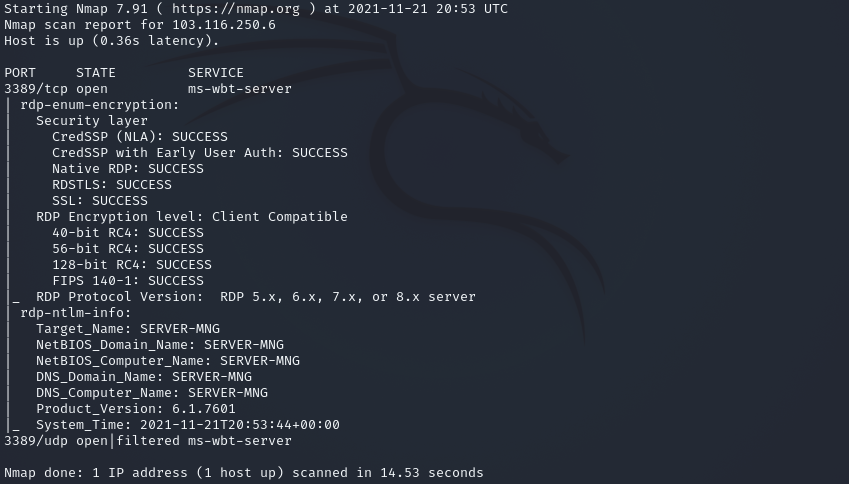 Starting Nmap 7.91 ( https://nmap.org ) at 2021-11-21 20:53 UTC
Nmap scan report for 103.116.250.6
Host is up (0.36s latency).

PORT     STATE         SERVICE
3389/tcp open          ms-wbt-server
| rdp-enum-encryption:
|   Security layer
|     CredSSP (NLA): SUCCESS
|     CredSSP with Early User Auth: SUCCESS
|     Native RDP: SUCCESS
|     RDSTLS: SUCCESS
|     SSL: SUCCESS
|   RDP Encryption level: Client Compatible
|     40-bit RC4: SUCCESS
|     56-bit RC4: SUCCESS
|     128-bit RC4: SUCCESS
|     FIPS 140-1: SUCCESS
|_  RDP Protocol Version:  RDP 5.x, 6.x, 7.x, or 8.x server
| rdp-ntlm-info:
|   Target_Name: SERVER-MNG
|   NetBIOS_Domain_Name: SERVER-MNG
|   NetBIOS_Computer_Name: SERVER-MNG
|   DNS_Domain_Name: SERVER-MNG
|   DNS_Computer_Name: SERVER-MNG
|   Product_Version: 6.1.7601
|_  System_Time: 2021-11-21T20:53:44+00:00
3389/udp open|filtered ms-wbt-server

Nmap done: 1 IP address (1 host up) scanned in 14.53 seconds